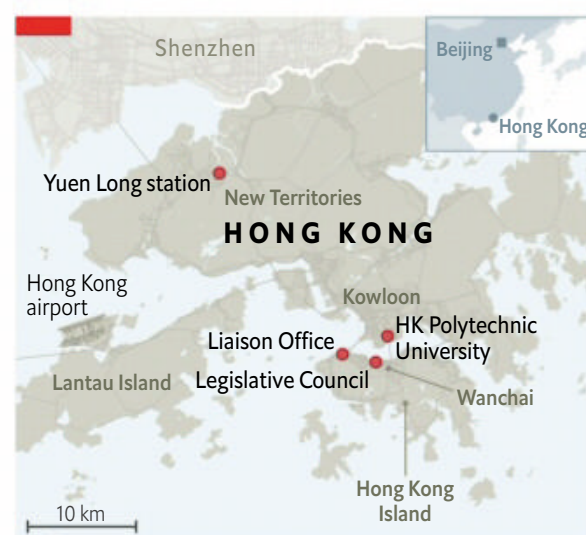 Shenzhen
Beijing
Hong Kong
Yuen Long station
New Territories
HONG KONG
Hong Kong
airport
Kowloon
HK Polytechnic
University
Liaison Office
Legislative Council
Lantau Island
Wanchai
Hong Kong
Island
10 km